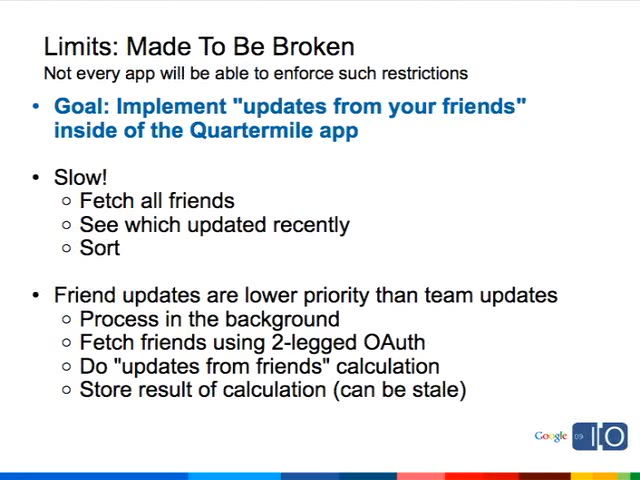 Limits: Made To Be Broken
Not every app will be able to enforce such restrictions
• Goal: Implement "updates from your friends"
inside of the Quartermile app
• Slow!
○ Fetch all friends
○ See which updated recently
○ Sort
• Friend updates are lower priority than team updates
○ Process in the background
○ Fetch friends using 2-legged OAuth
○ Do "updates from friends" calculation
○ Store result of calculation (can be stale)
Google 09 IO